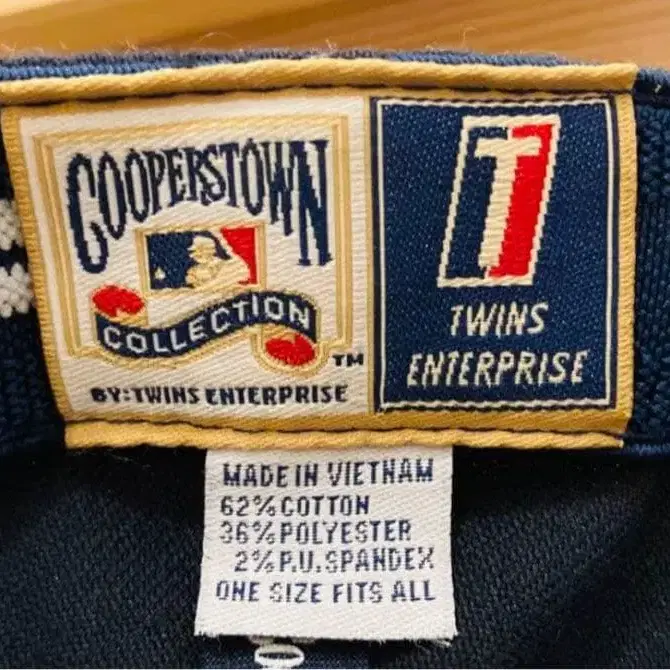 COOPERSTOWN
COLLECTION
TM
BY:TWINS ENTERPRISE
T
TWINS
ENTERPRISE
MADE IN VIETNAM
62% COTTON
36% POLYESTER
2% P.U.SPANDEX
ONE SIZE FITS ALL